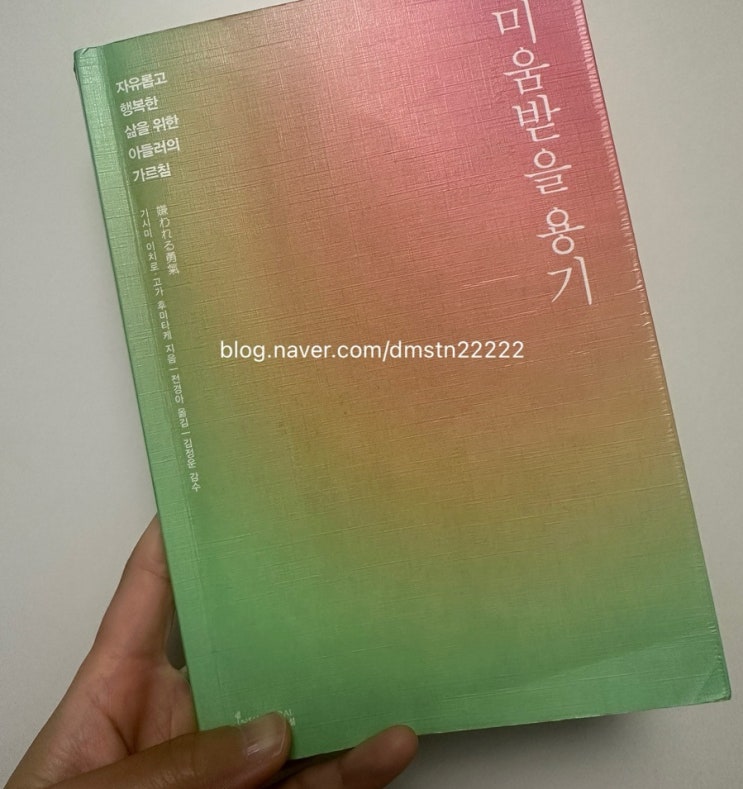 미움받을 용기
자유롭고
행복한
삶을 위한
아들러의
가르침
嫌われる勇氣
기시미 이치로·고가 후미타케 지음 | 전경아 옮김 | 김정운 감수
blog.naver.com/dmstn22222